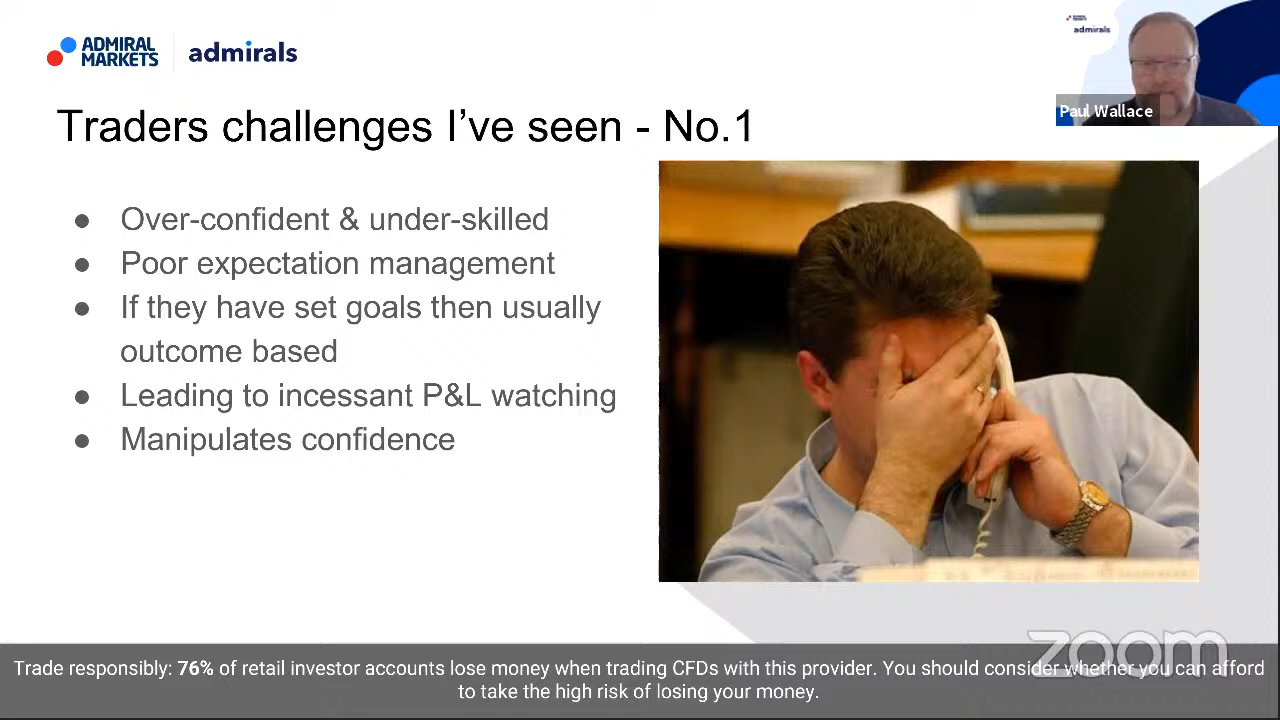 ADMIRAL
MARKETS
admirals
admirals
Paul Wallace
Traders challenges I've seen - No.1
● Over-confident & under-skilled
● Poor expectation management
● If they have set goals then usually
outcome based
● Leading to incessant P&L watching
● Manipulates confidence
zoom
Trade responsibly: 76% of retail investor accounts lose money when trading CFDs with this provider. You should consider whether you can afford
to take the high risk of losing your money.